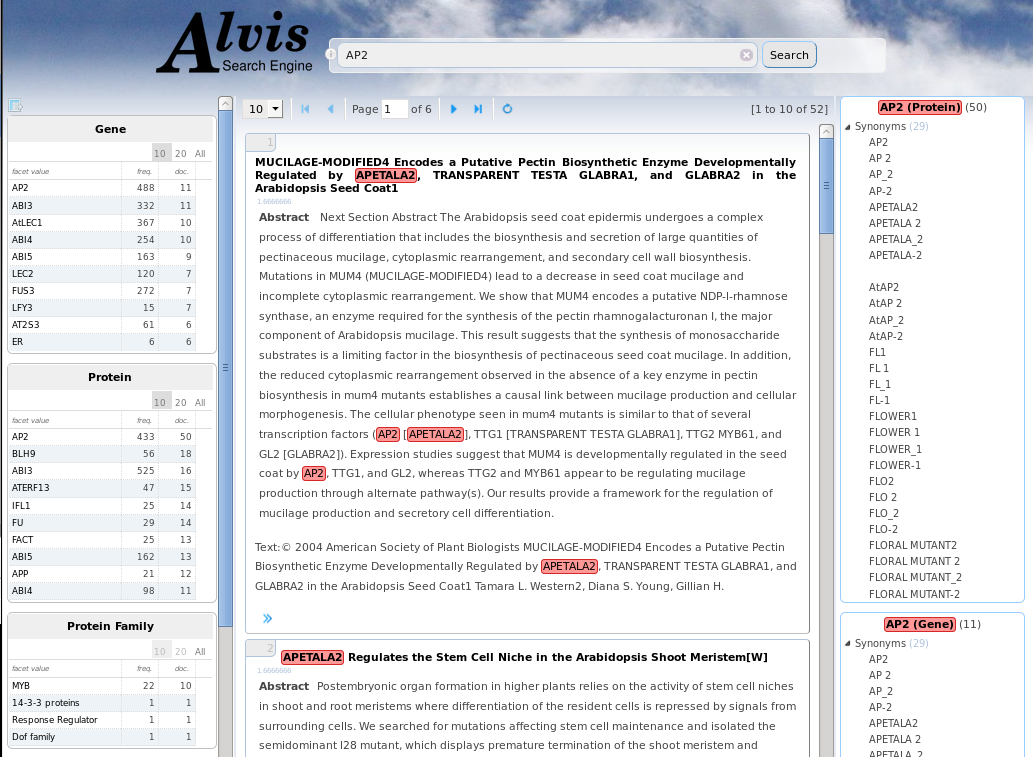 Alvis
Search Engine
AP2
Search
Gene
10 20 All
facet value freq. doc.
AP2 488 11
ABI3 332 11
AtLEC1 367 10
ABI4 254 10
ABI5 163 9
LEC2 120 7
FUS3 272 7
LFY3 15 7
AT2S3 61 6
ER 6 6
Protein
10 20 All
facet value freq. doc.
AP2 433 50
BLH9 56 18
ABI3 525 16
ATERF13 47 15
IFL1 25 14
FU 29 14
FACT 25 13
ABI5 162 13
APP 21 12
ABI4 98 11
Protein Family
10 20 All
facet value freq. doc.
MYB 22 10
14-3-3 proteins 1 1
Response Regulator 1 1
Dof family 1 1
10 Page 1 of 6 [1 to 10 of 52]
1
MUCILAGE-MODIFIED4 Encodes a Putative Pectin Biosynthetic Enzyme Developmentally
Regulated by APETALA2, TRANSPARENT TESTA GLABRA1, and GLABRA2 in the
Arabidopsis Seed Coat1
1.6666666
Abstract Next Section Abstract The Arabidopsis seed coat epidermis undergoes a complex
process of differentiation that includes the biosynthesis and secretion of large quantities of
pectinaceous mucilage, cytoplasmic rearrangement, and secondary cell wall biosynthesis.
Mutations in MUM4 (MUCILAGE-MODIFIED4) lead to a decrease in seed coat mucilage and
incomplete cytoplasmic rearrangement. We show that MUM4 encodes a putative NDP-l-rhamnose
synthase, an enzyme required for the synthesis of the pectin rhamnogalacturonan I, the major
component of Arabidopsis mucilage. This result suggests that the synthesis of monosaccharide
substrates is a limiting factor in the biosynthesis of pectinaceous seed coat mucilage. In addition,
the reduced cytoplasmic rearrangement observed in the absence of a key enzyme in pectin
biosynthesis in mum4 mutants establishes a causal link between mucilage production and cellular
morphogenesis. The cellular phenotype seen in mum4 mutants is similar to that of several
transcription factors (AP2 [APETALA2], TTG1 [TRANSPARENT TESTA GLABRA1], TTG2 MYB61, and
GL2 [GLABRA2]). Expression studies suggest that MUM4 is developmentally regulated in the seed
coat by AP2, TTG1, and GL2, whereas TTG2 and MYB61 appear to be regulating mucilage
production through alternate pathway(s). Our results provide a framework for the regulation of
mucilage production and secretory cell differentiation.
Text:© 2004 American Society of Plant Biologists MUCILAGE-MODIFIED4 Encodes a Putative Pectin
Biosynthetic Enzyme Developmentally Regulated by APETALA2, TRANSPARENT TESTA GLABRA1, and
GLABRA2 in the Arabidopsis Seed Coat1 Tamara L. Western2, Diana S. Young, Gillian H.
»
2
APETALA2 Regulates the Stem Cell Niche in the Arabidopsis Shoot Meristem[W]
1.6666666
Abstract Postembryonic organ formation in higher plants relies on the activity of stem cell niches
in shoot and root meristems where differentiation of the resident cells is repressed by signals from
surrounding cells. We searched for mutations affecting stem cell maintenance and isolated the
semidominant l28 mutant, which displays premature termination of the shoot meristem and
AP2 (Protein) (50)
Synonyms (29)
AP2
AP 2
AP_2
AP-2
APETALA2
APETALA 2
APETALA_2
APETALA-2
AtAP2
AtAP 2
AtAP_2
AtAP-2
FL1
FL 1
FL_1
FL-1
FLOWER1
FLOWER 1
FLOWER_1
FLOWER-1
FLO2
FLO 2
FLO_2
FLO-2
FLORAL MUTANT2
FLORAL MUTANT 2
FLORAL MUTANT_2
FLORAL MUTANT-2
AP2 (Gene) (11)
Synonyms (29)
AP2
AP 2
AP_2
AP-2
APETALA2
APETALA 2
APETALA_2